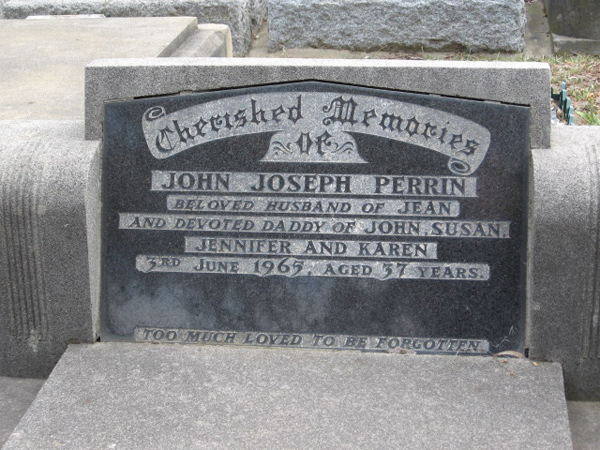 Cherished Memories
OF
JOHN JOSEPH PERRIN
BELOVED HUSBAND OF JEAN
AND DEVOTED DADDY OF JOHN, SUSAN,
JENNIFER AND KAREN
3RD JUNE 1965, AGED 37 YEARS.
TOO MUCH LOVED TO BE FORGOTTEN